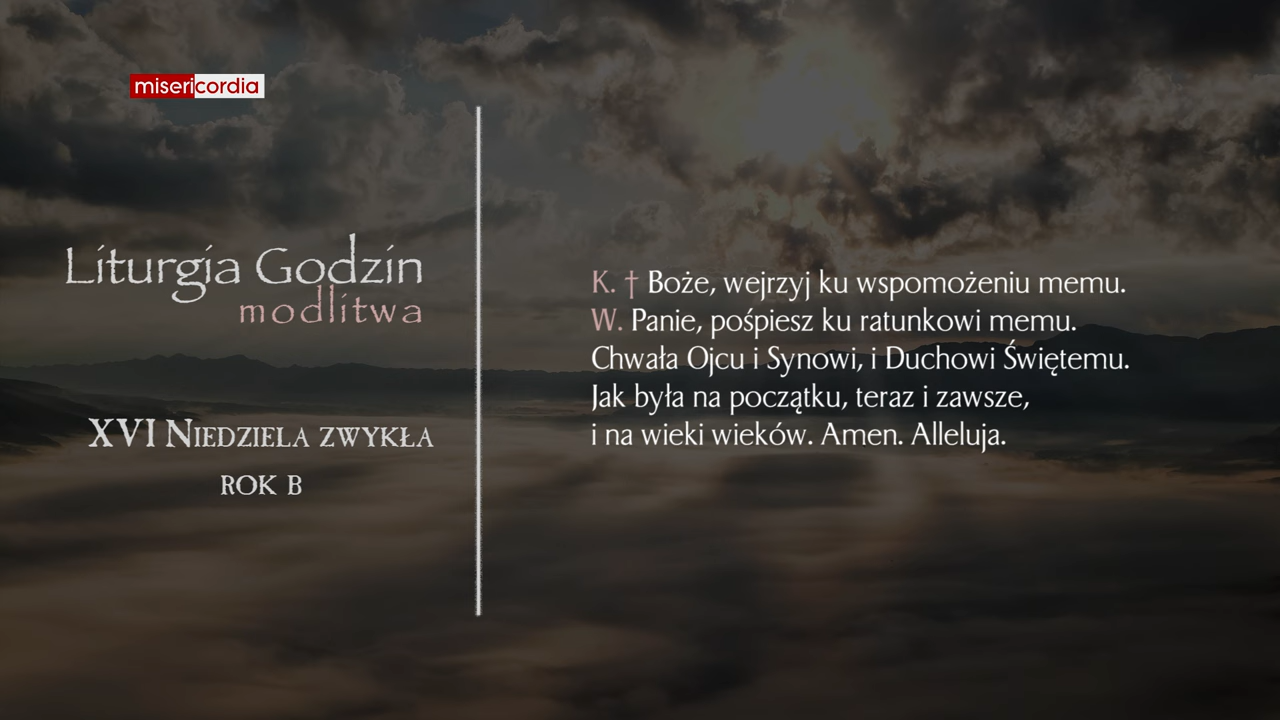 misericordia
Liturgia Godzin
modlitwa
XVI NIEDZIELA ZWYKŁA
ROK B
K. † Boże, wejrzyj ku wspomożeniu memu.
W. Panie, pośpiesz ku ratunkowi memu.
Chwała Ojcu i Synowi, i Duchowi Świętemu.
Jak była na początku, teraz i zawsze,
i na wieki wieków. Amen. Alleluja.